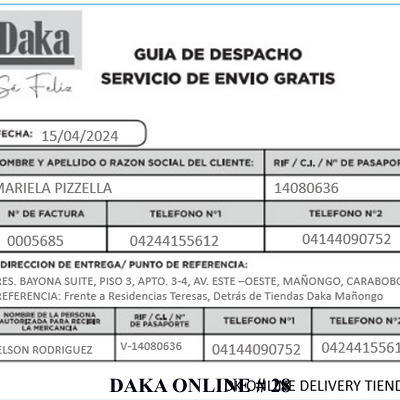 Daka
Sé Feliz
GUIA DE DESPACHO
SERVICIO DE ENVIO GRATIS
FECHA: 15/04/2024
NOMBRE Y APELLIDO O RAZON SOCIAL DEL CLIENTE: RIF / C.I. / N° DE PASAPO
MARIELA PIZZELLA 14080636
N° DE FACTURA TELEFONO N°1 TELEFONO N°2
0005685 04244155612 04144090752
DIRECCION DE ENTREGA/ PUNTO DE REFERENCIA:
RES. BAYONA SUITE, PISO 3, APTO. 3-4, AV. ESTE –OESTE, MAÑONGO, CARABOBO
REFERENCIA: Frente a Residencias Teresas, Detrás de Tiendas Daka Mañongo
NOMBRE DE LA PERSONA AUTORIZADA PARA RECIBIR LA MERCANCIA RIF / C.I. / N° DE PASAPORTE TELEFONO N°1 TELEFONO N°2
ELSON RODRIGUEZ V-14080636 04144090752 0424415561
DAKA ONLINE # 28 ONLINE DELIVERY TIEND